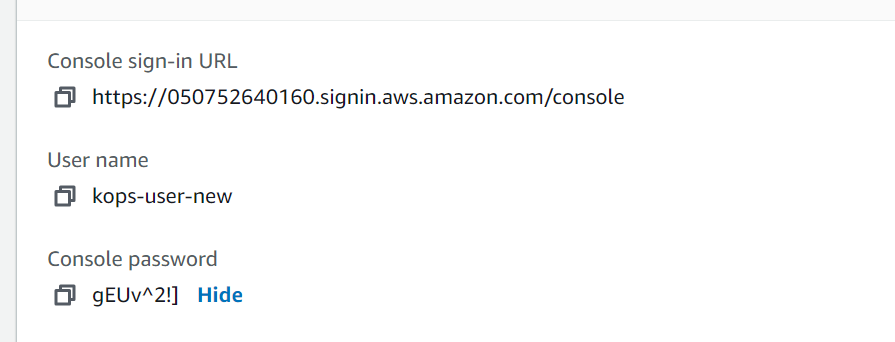 Console sign-in URL
https://050752640160.signin.aws.amazon.com/console
User name
kops-user-new
Console password
gEUv^2!] Hide